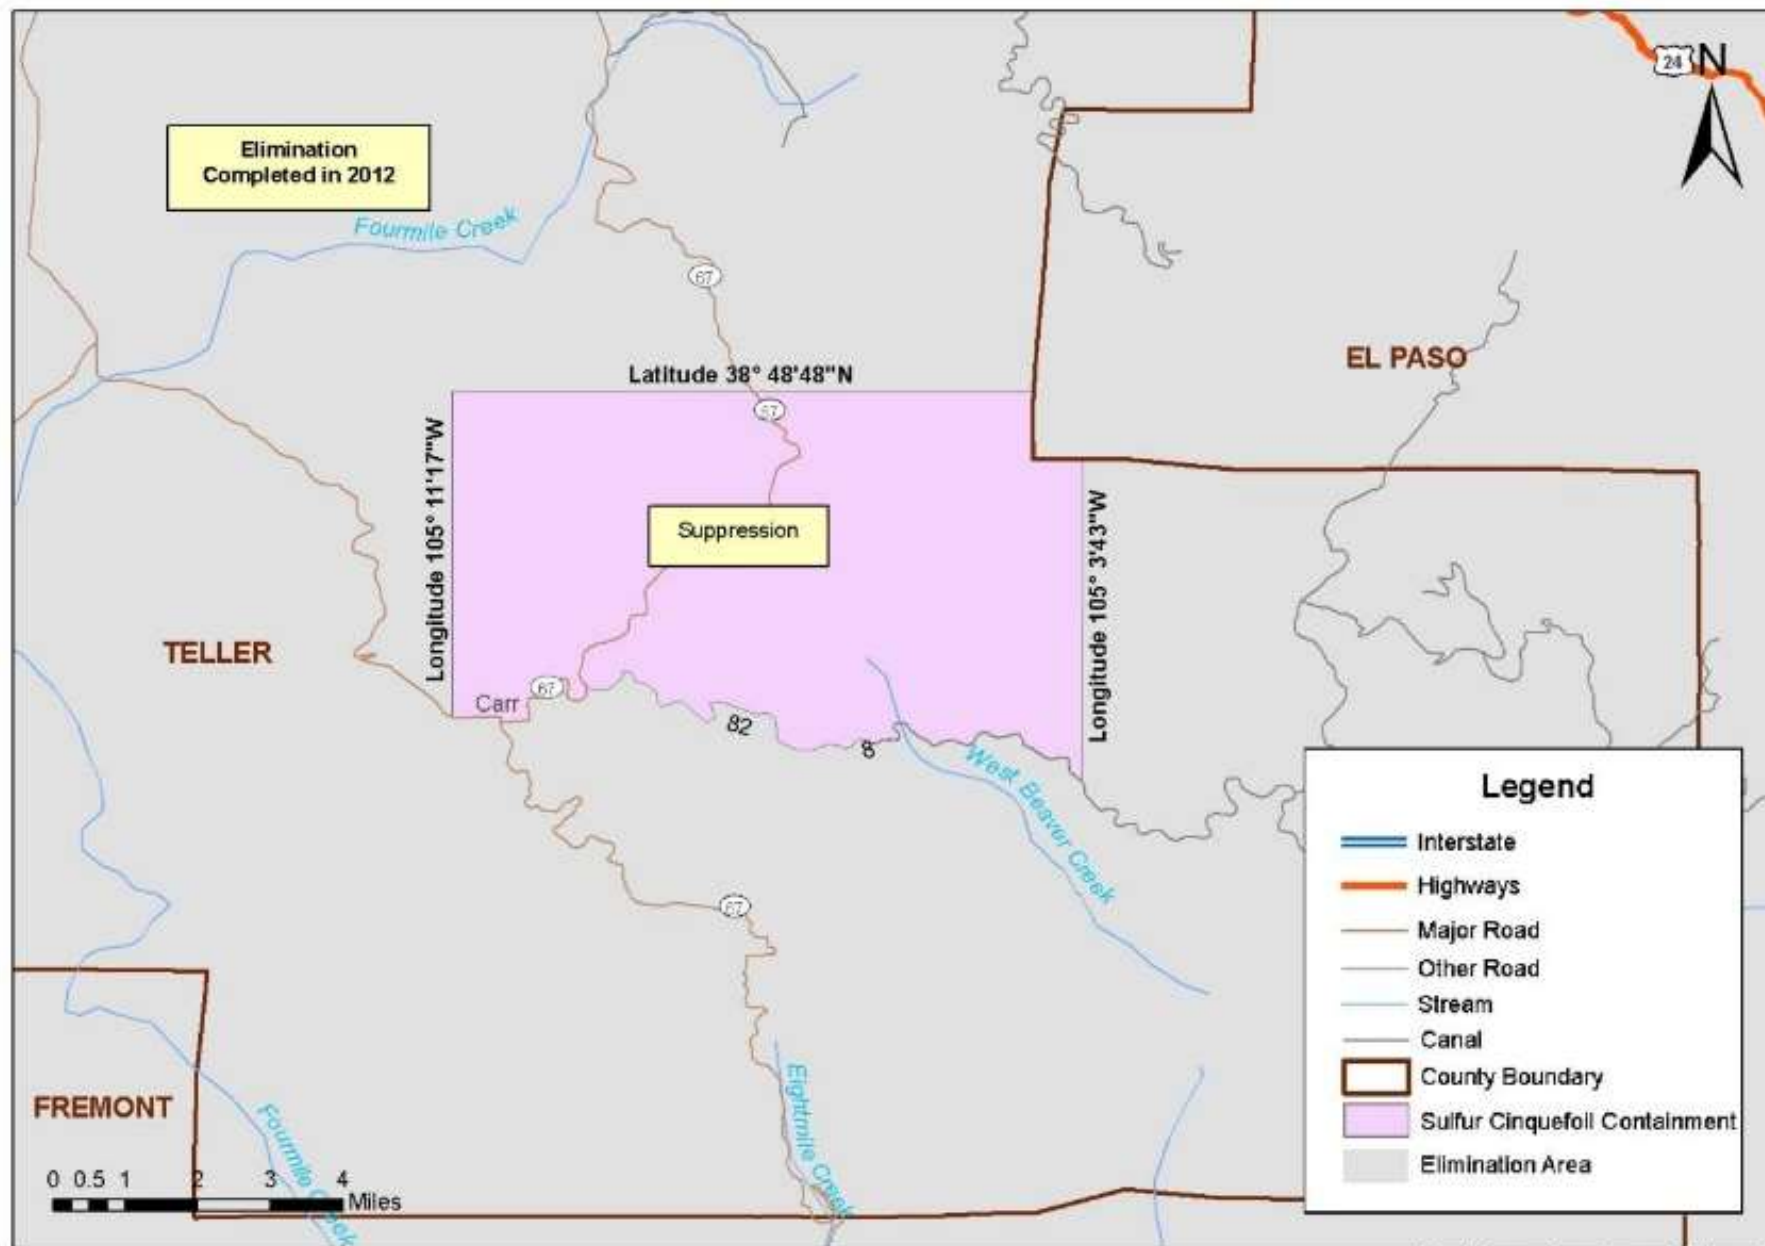 24
N
Elimination
Completed in 2012
Fourmile Creek
67
EL PASO
Latitude 38° 48'48"N
67
Longitude 105° 11'17"W
Longitude 105° 3'43"W
Suppression
TELLER
Carr
67
82
8
West Beaver Creek
67
Eightmile Creek
FREMONT
Fourmile Creek
0 0.5 1 2 3 4
Miles
Legend
Interstate
Highways
Major Road
Other Road
Stream
Canal
County Boundary
Sulfur Cinquefoil Containment
Elimination Area